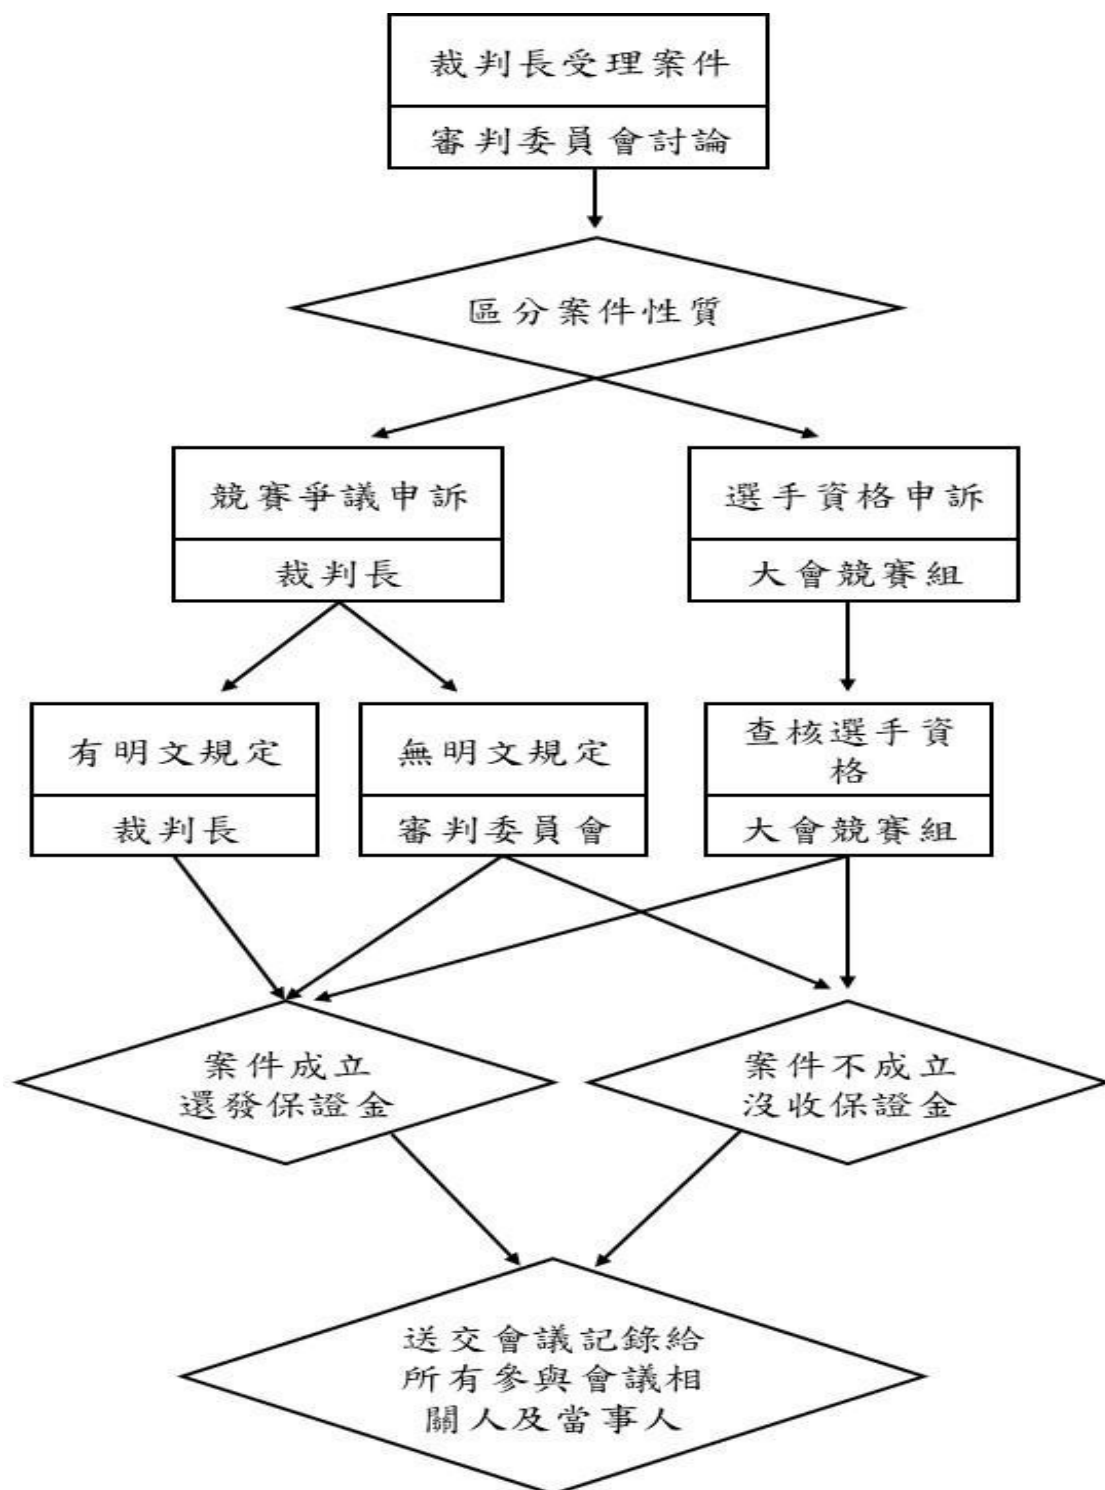 裁判長受理案件
審判委員會討論
區分案件性質
競賽爭議申訴
裁判長
選手資格申訴
大會競賽組
有明文規定
裁判長
無明文規定
審判委員會
查核選手資
格
大會競賽組
案件成立
還發保證金
案件不成立
沒收保證金
送交會議記錄給
所有參與會議相
關人及當事人